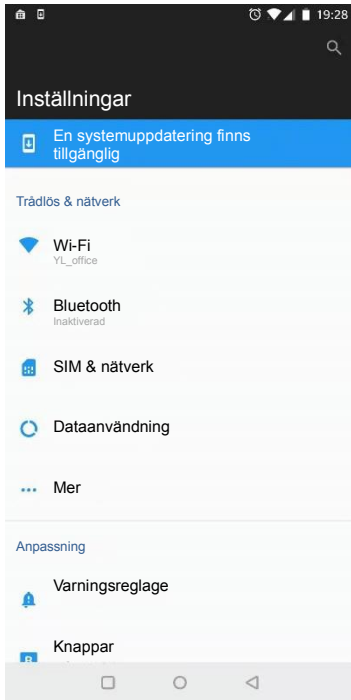 19:28
Inställningar
En systemuppdatering finns
tillgänglig
Trådlös & nätverk
Wi-Fi
YL_office
Bluetooth
Inaktiverad
SIM & nätverk
Dataanvändning
Mer
Anpassning
Varningsreglage
Knappar